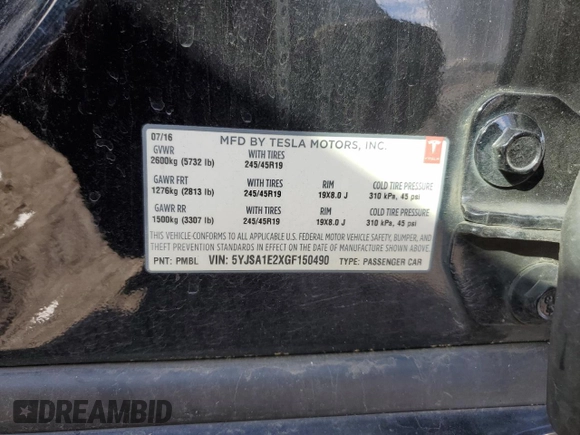 07/16 MFD BY TESLA MOTORS, INC. TESLA
GVWR WITH TIRES
2600kg (5732 lb) 245/45R19
GAWR FRT WITH TIRES RIM COLD TIRE PRESSURE
1276kg (2813 lb) 245/45R19 19X8.0 J 310 kPa, 45 psi
GAWR RR WITH TIRES RIM COLD TIRE PRESSURE
1500kg (3307 lb) 245/45R19 19X8.0 J 310 kPa, 45 psi
THIS VEHICLE CONFORMS TO ALL APPLICABLE U.S. FEDERAL MOTOR VEHICLE SAFETY, BUMPER, AND
THEFT PREVENTION STANDARDS IN EFFECT ON THE DATE OF MANUFACTURE SHOWN ABOVE.
PNT: PMBL VIN: 5YJSA1E2XGF150490 TYPE: PASSENGER CAR
DREAMBID